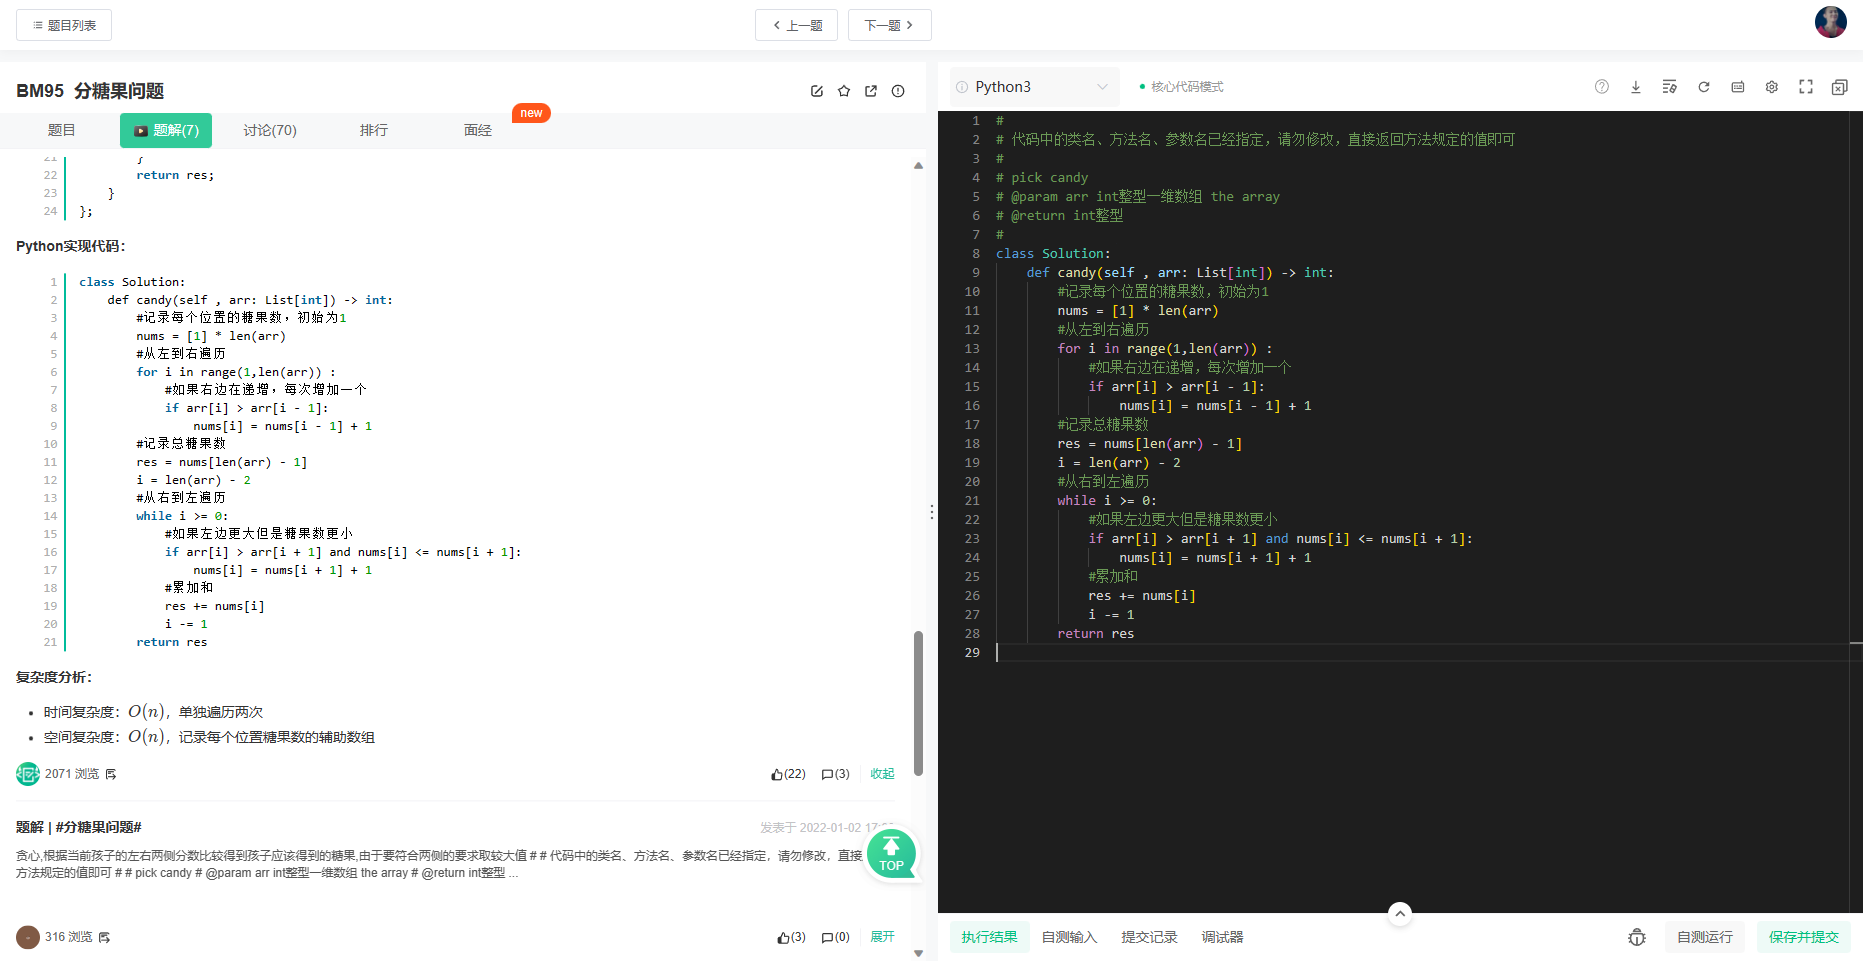 题目列表
上一题
下一题
BM95 分糖果问题
new
题目
题解(7)
讨论(70)
排行
面经
21 }
22 return res;
23 }
24 };
Python实现代码：
1 class Solution:
2 def candy(self , arr: List[int]) -> int:
3 #记录每个位置的糖果数，初始为1
4 nums = [1] * len(arr)
5 #从左到右遍历
6 for i in range(1,len(arr)) :
7 #如果右边在递增，每次增加一个
8 if arr[i] > arr[i - 1]:
9 nums[i] = nums[i - 1] + 1
10 #记录总糖果数
11 res = nums[len(arr) - 1]
12 i = len(arr) - 2
13 #从右到左遍历
14 while i >= 0:
15 #如果左边更大但是糖果数更小
16 if arr[i] > arr[i + 1] and nums[i] <= nums[i + 1]:
17 nums[i] = nums[i + 1] + 1
18 #累加和
19 res += nums[i]
20 i -= 1
21 return res
复杂度分析：
• 时间复杂度：O(n)，单独遍历两次
• 空间复杂度：O(n)，记录每个位置糖果数的辅助数组
2071 浏览
(22)
(3)
收起
题解 | #分糖果问题#
发表于 2022-01-02 17:
贪心,根据当前孩子的左右两侧分数比较得到孩子应该得到的糖果,由于要符合两侧的要求取较大值 # # 代码中的类名、方法名、参数名已经指定，请勿修改，直接
方法规定的值即可 # # pick candy # @param arr int整型一维数组 the array # @return int整型 ...
TOP
316 浏览
(3)
(0)
展开
Python3
核心代码模式
1 #
2 # 代码中的类名、方法名、参数名已经指定，请勿修改，直接返回方法规定的值即可
3 #
4 # pick candy
5 # @param arr int整型一维数组 the array
6 # @return int整型
7 #
8 class Solution:
9 def candy(self , arr: List[int]) -> int:
10 #记录每个位置的糖果数，初始为1
11 nums = [1] * len(arr)
12 #从左到右遍历
13 for i in range(1,len(arr)) :
14 #如果右边在递增，每次增加一个
15 if arr[i] > arr[i - 1]:
16 nums[i] = nums[i - 1] + 1
17 #记录总糖果数
18 res = nums[len(arr) - 1]
19 i = len(arr) - 2
20 #从右到左遍历
21 while i >= 0:
22 #如果左边更大但是糖果数更小
23 if arr[i] > arr[i + 1] and nums[i] <= nums[i + 1]:
24 nums[i] = nums[i + 1] + 1
25 #累加和
26 res += nums[i]
27 i -= 1
28 return res
29
执行结果
自测输入
提交记录
调试器
自测运行
保存并提交